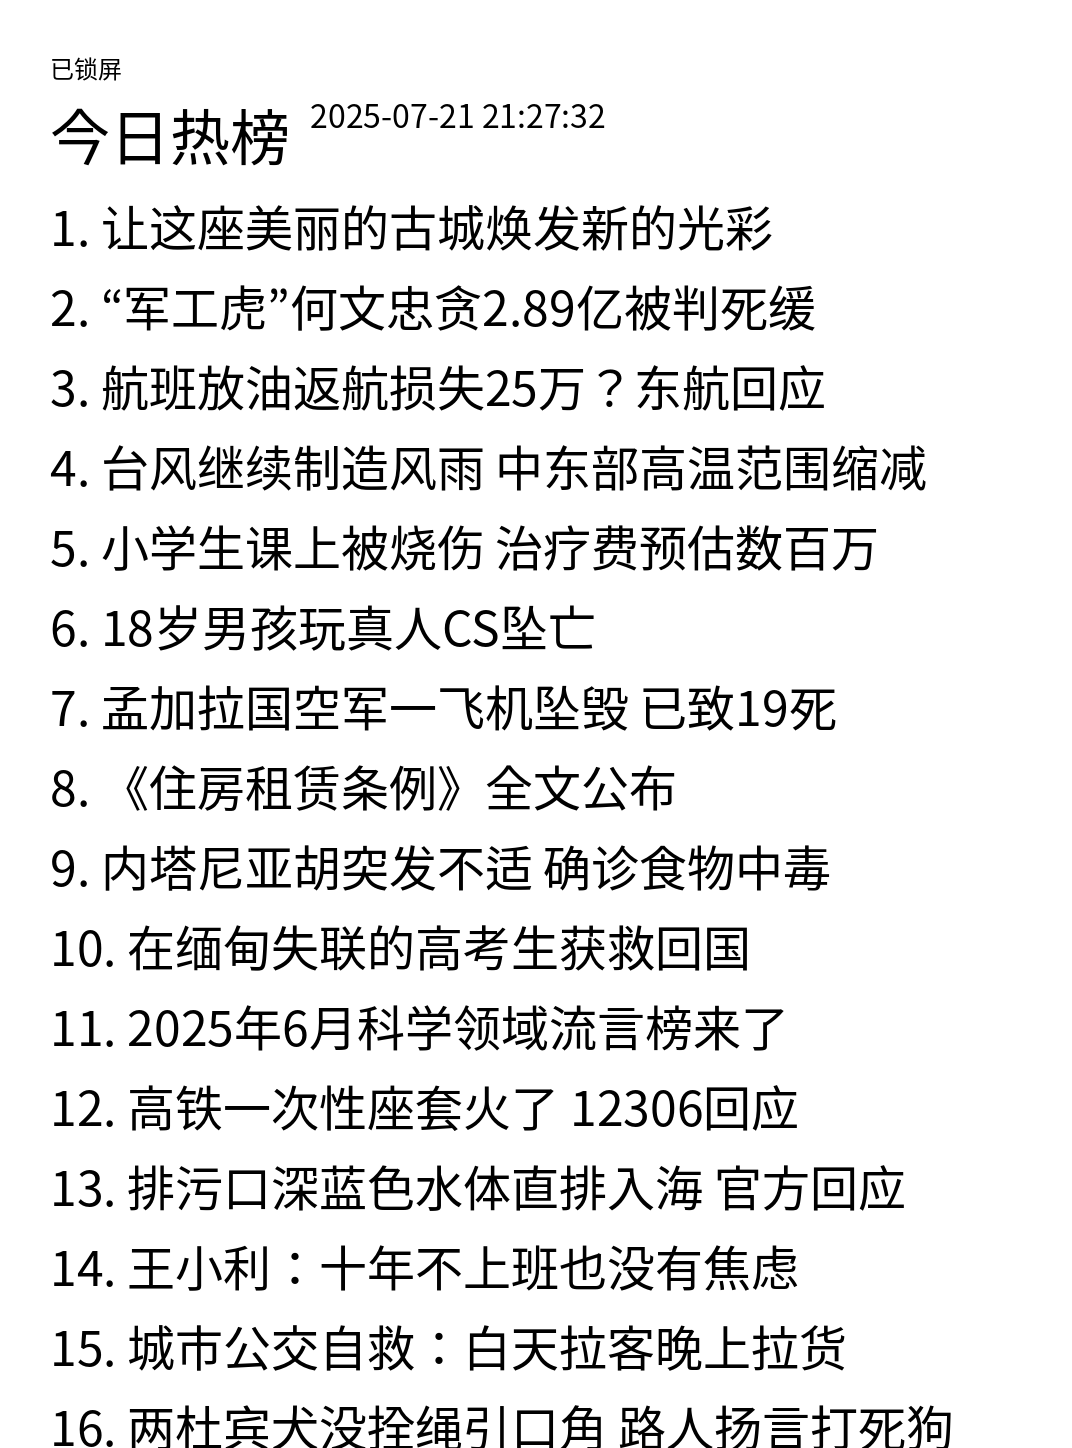 已锁屏
今日热榜 2025-07-21 21:27:32
1. 让这座美丽的古城焕发新的光彩
2. “军工虎”何文忠贪2.89亿被判死缓
3. 航班放油返航损失25万？东航回应
4. 台风继续制造风雨 中东部高温范围缩减
5. 小学生课上被烧伤 治疗费预估数百万
6. 18岁男孩玩真人CS坠亡
7. 孟加拉国空军一飞机坠毁 已致19死
8. 《住房租赁条例》全文公布
9. 内塔尼亚胡突发不适 确诊食物中毒
10. 在缅甸失联的高考生获救回国
11. 2025年6月科学领域流言榜来了
12. 高铁一次性座套火了 12306回应
13. 排污口深蓝色水体直排入海 官方回应
14. 王小利：十年不上班也没有焦虑
15. 城市公交自救：白天拉客晚上拉货
16. 两杜宾犬没拴绳引口角 路人扬言打死狗